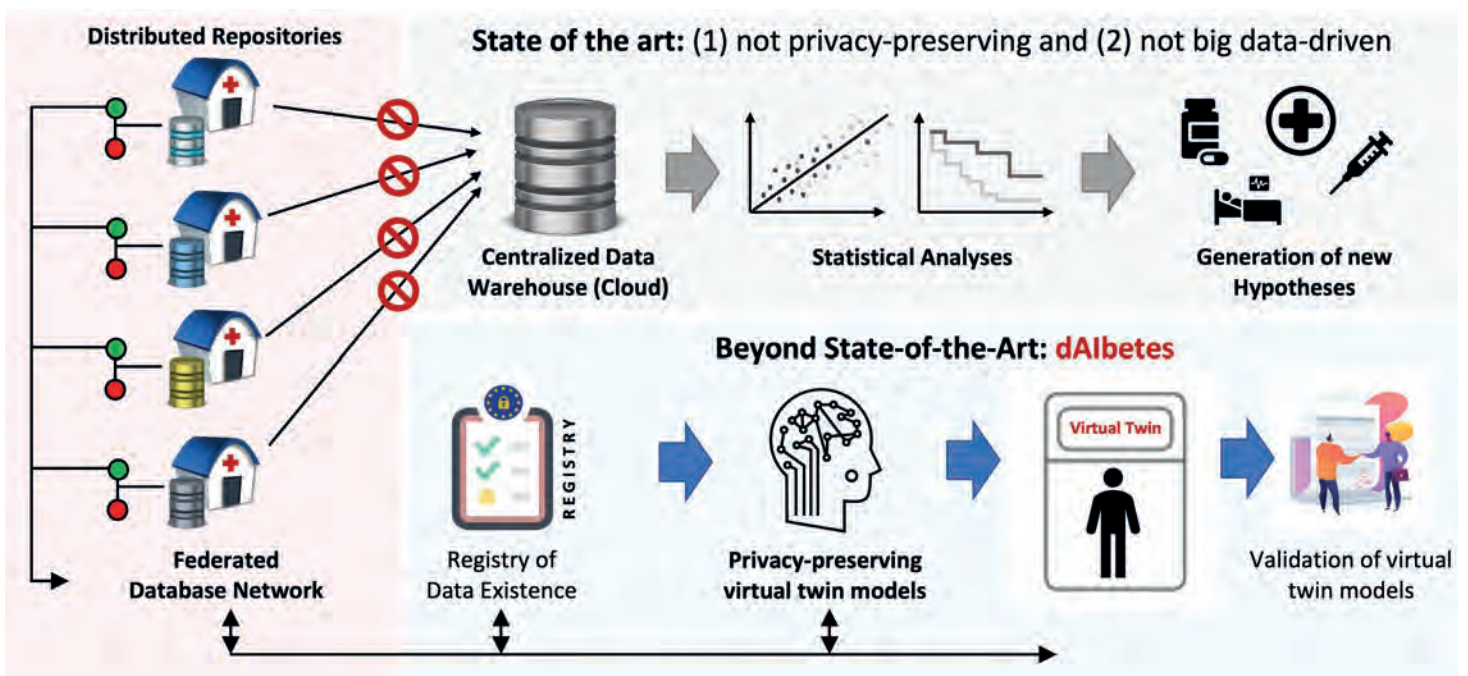 Distributed Repositories
State of the art: (1) not privacy-preserving and (2) not big data-driven
Centralized Data
Warehouse (Cloud)
Statistical Analyses
Generation of new
Hypotheses
Beyond State-of-the-Art: dAIbetes
REGISTRY
Virtual Twin
Federated
Database Network
Registry of
Data Existence
Privacy-preserving
virtual twin models
Validation of virtual
twin models